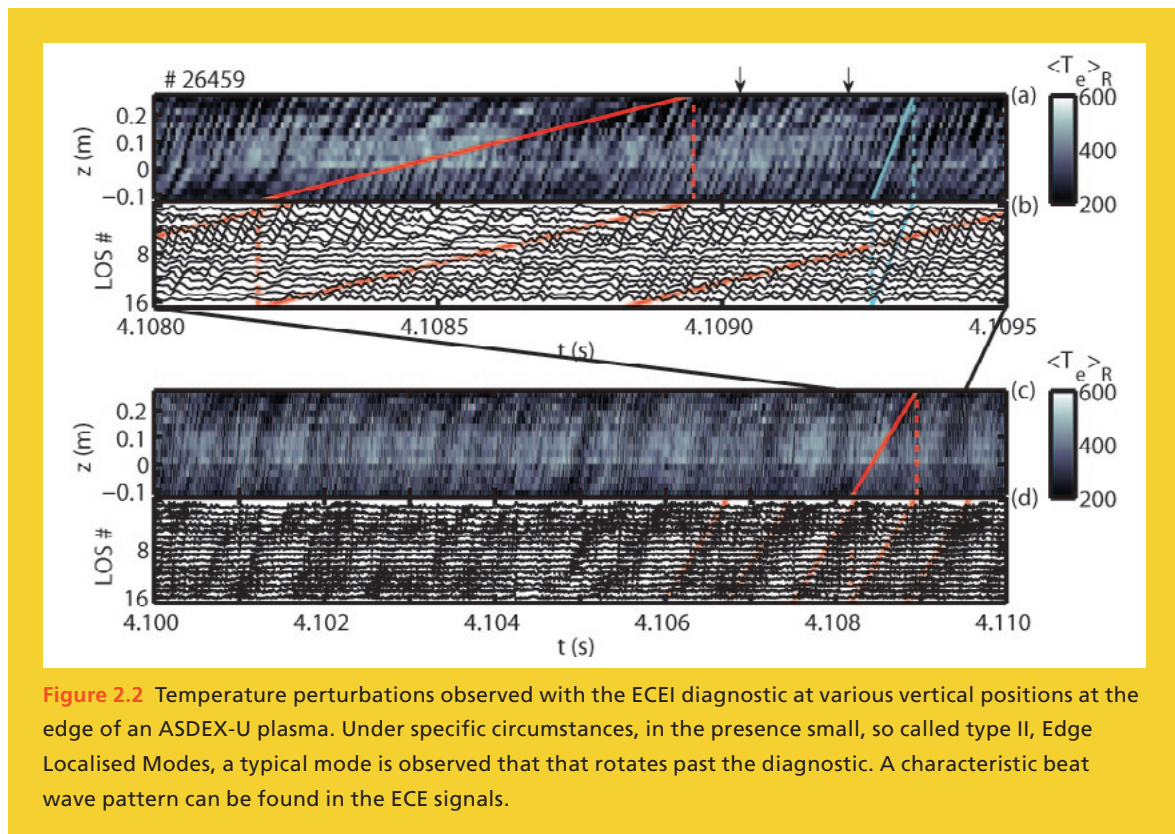 # 26459
<T_e>_R
(a)
600
400
200
z (m)
0.2
0.1
0
−0.1
(b)
LOS #
8
16
4.1080 4.1085 4.1090 4.1095
t (s)
<T_e>_R
(c)
600
400
200
z (m)
0.2
0.1
0
−0.1
(d)
LOS #
8
16
4.100 4.102 4.104 4.106 4.108 4.110
t (s)
Figure 2.2 Temperature perturbations observed with the ECEI diagnostic at various vertical positions at the
edge of an ASDEX-U plasma. Under specific circumstances, in the presence small, so called type II, Edge
Localised Modes, a typical mode is observed that that rotates past the diagnostic. A characteristic beat
wave pattern can be found in the ECE signals.